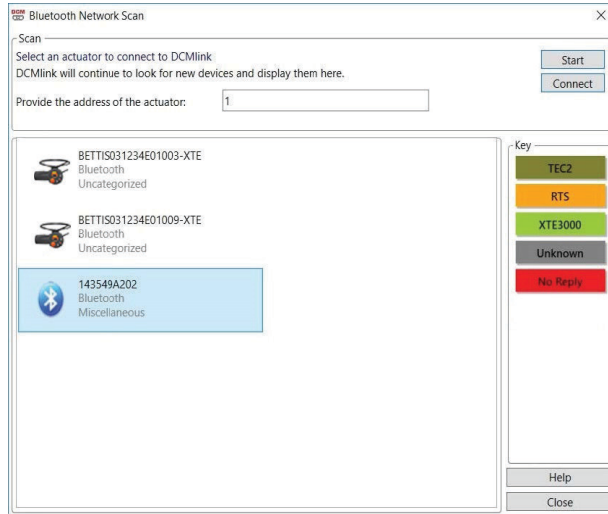 DCM Bluetooth Network Scan
Scan
Select an actuator to connect to DCMlink
DCMlink will continue to look for new devices and display them here.
Provide the address of the actuator: 1
Start
Connect
BETTIS031234E01003-XTE
Bluetooth
Uncategorized
BETTIS031234E01009-XTE
Bluetooth
Uncategorized
143549A202
Bluetooth
Miscellaneous
Key
TEC2
RTS
XTE3000
Unknown
No Reply
Help
Close